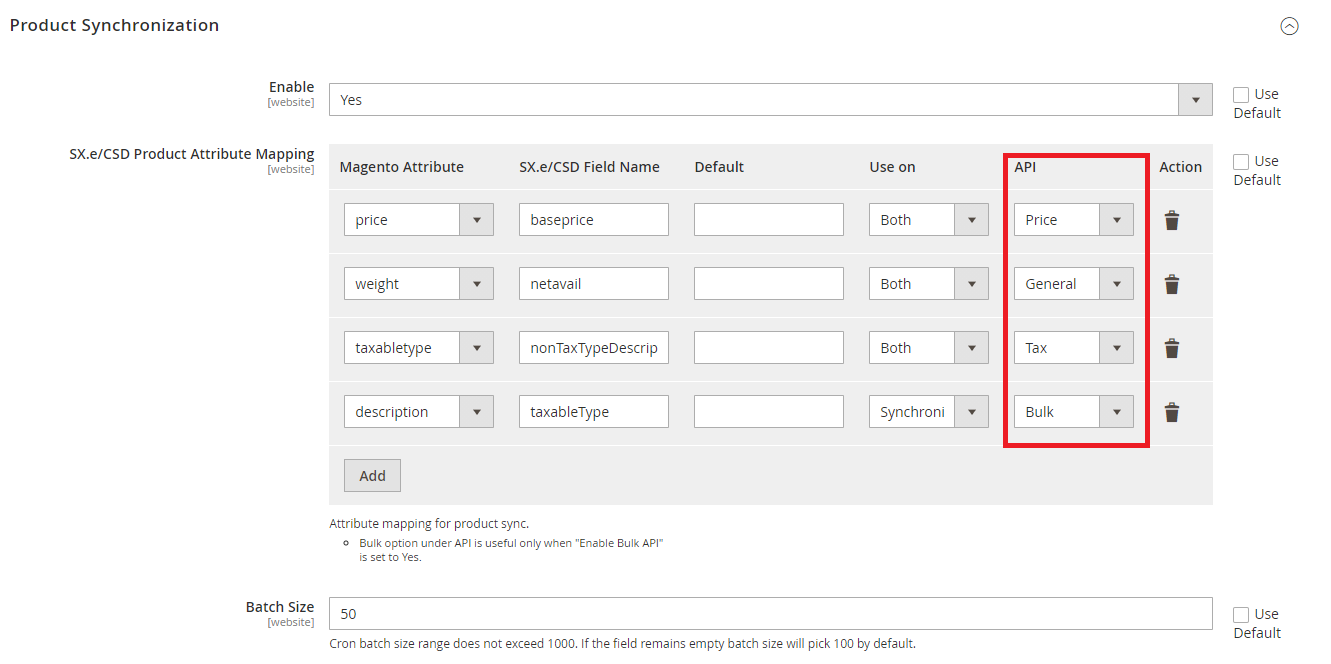 Product Synchronization
Enable
[website]
Yes
Use
Default
SX.e/CSD Product Attribute Mapping
[website]
Use
Default
Magento Attribute SX.e/CSD Field Name Default Use on API Action
price baseprice Both Price
weight netavail Both General
taxabletype nonTaxTypeDescrip Both Tax
description taxableType Synchroni Bulk
Add
Attribute mapping for product sync.
Bulk option under API is useful only when "Enable Bulk API"
is set to Yes.
Batch Size
[website]
50
Use
Default
Cron batch size range does not exceed 1000. If the field remains empty batch size will pick 100 by default.